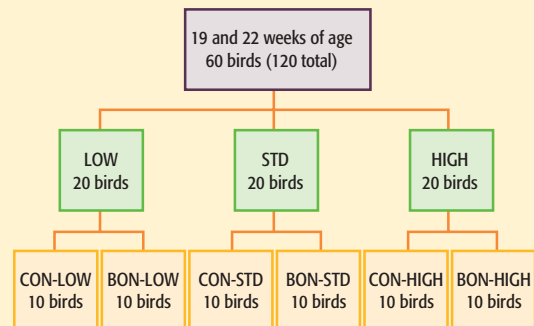 19 and 22 weeks of age
60 birds (120 total)
LOW
20 birds
STD
20 birds
HIGH
20 birds
CON-LOW
10 birds
BON-LOW
10 birds
CON-STD
10 birds
BON-STD
10 birds
CON-HIGH
10 birds
BON-HIGH
10 birds